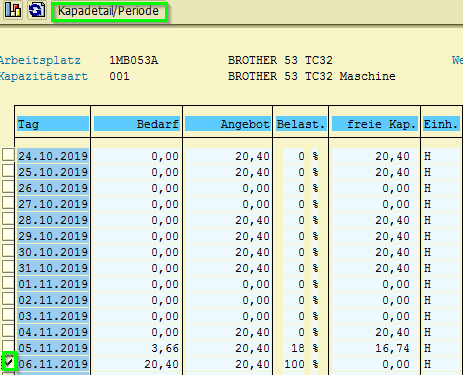 Kapadetail/Periode
Arbeitsplatz 1MB053A BROTHER 53 TC32 We
Kapazitätsart 001 BROTHER 53 TC32 Maschine
Tag Bedarf Angebot Belast. freie Kap. Einh.
24.10.2019 0,00 20,40 0 % 20,40 H
25.10.2019 0,00 20,40 0 % 20,40 H
26.10.2019 0,00 0,00 0 % 0,00 H
27.10.2019 0,00 0,00 0 % 0,00 H
28.10.2019 0,00 20,40 0 % 20,40 H
29.10.2019 0,00 20,40 0 % 20,40 H
30.10.2019 0,00 20,40 0 % 20,40 H
31.10.2019 0,00 20,40 0 % 20,40 H
01.11.2019 0,00 0,00 0 % 0,00 H
02.11.2019 0,00 0,00 0 % 0,00 H
03.11.2019 0,00 0,00 0 % 0,00 H
04.11.2019 0,00 20,40 0 % 20,40 H
05.11.2019 3,66 20,40 18 % 16,74 H
06.11.2019 20,40 20,40 100 % 0,00 H